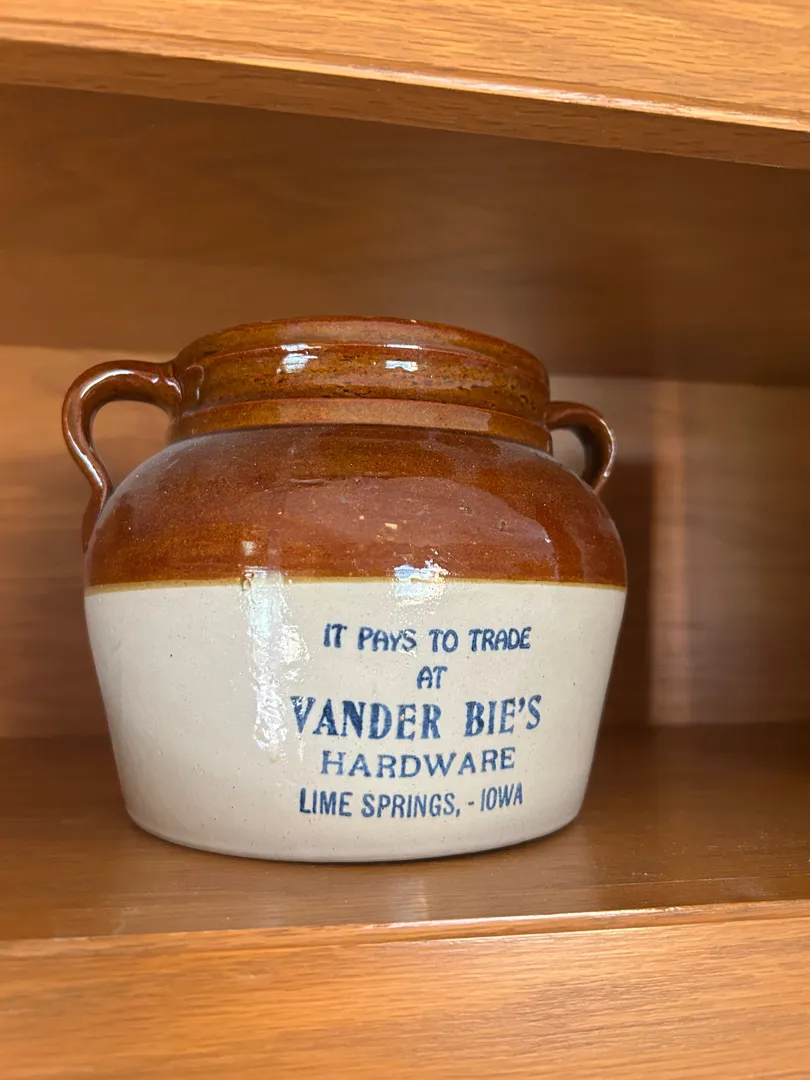 IT PAYS TO TRADE
AT
VANDER BIE'S
HARDWARE
LIME SPRINGS, - IOWA